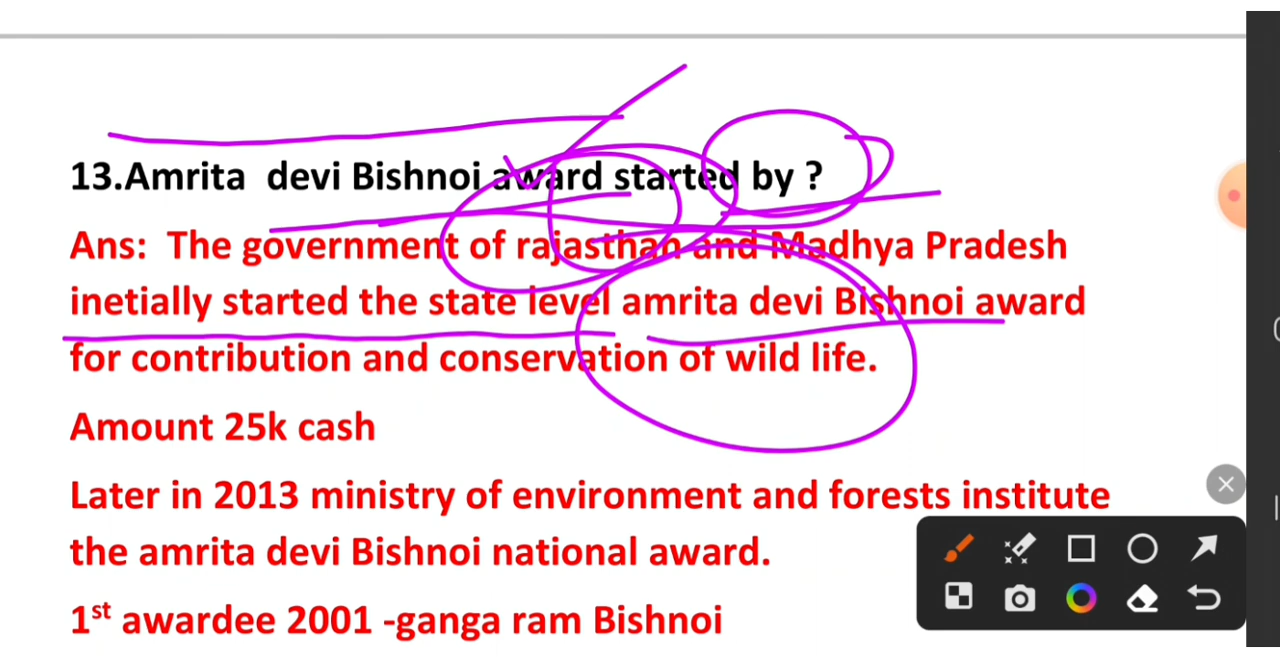 13.Amrita devi Bishnoi award started by ?
Ans: The government of rajasthan and Madhya Pradesh
inetially started the state level amrita devi Bishnoi award
for contribution and conservation of wild life.
Amount 25k cash
Later in 2013 ministry of environment and forests institute
the amrita devi Bishnoi national award.
1st awardee 2001 -ganga ram Bishnoi